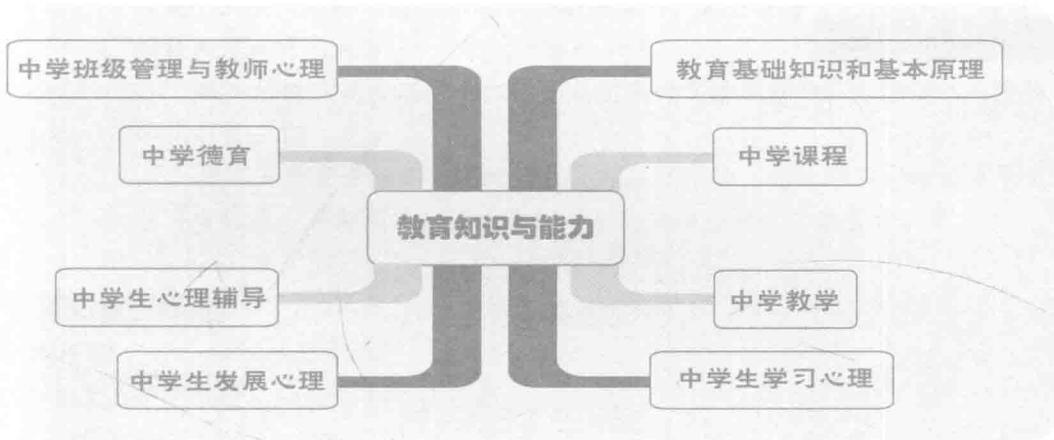 中学班级管理与教师心理
教育基础知识和基本原理
中学德育
中学课程
教育知识与能力
中学生心理辅导
中学教学
中学生发展心理
中学生学习心理